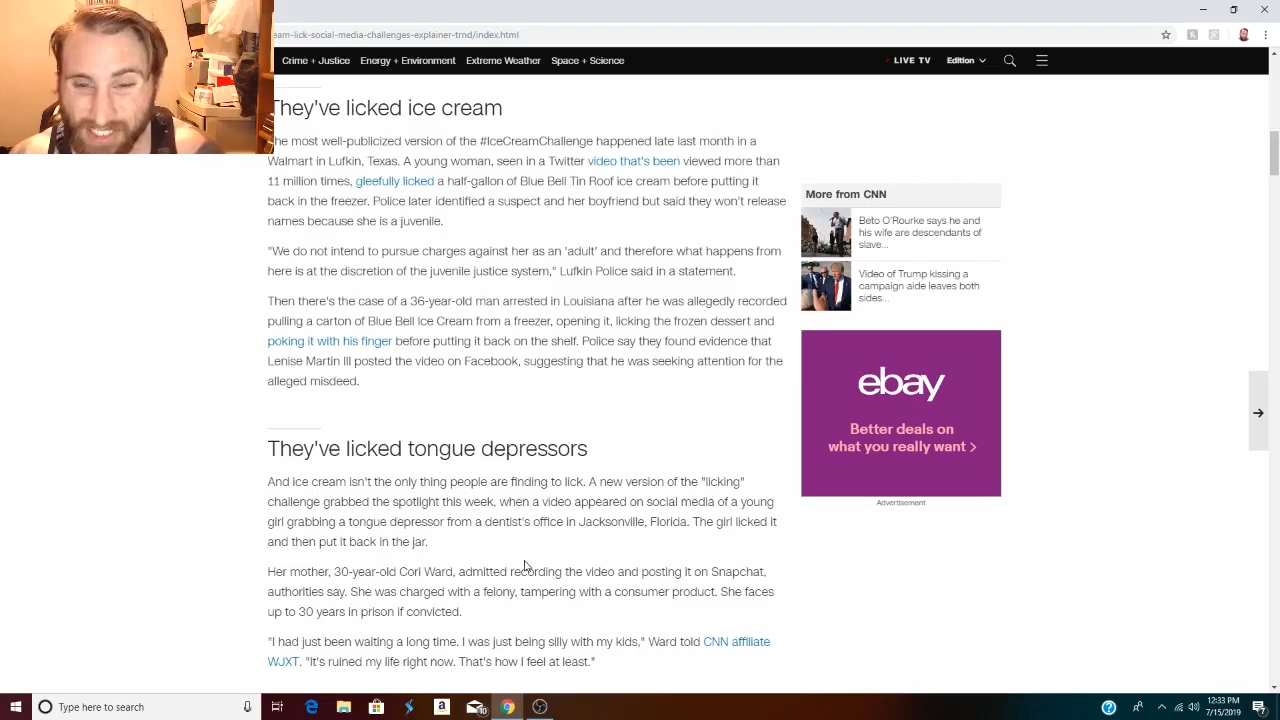 eam-lick-social-media-challenges-explainer-trnd/index.html
Crime + Justice Energy + Environment Extreme Weather Space + Science LIVE TV Edition
They've licked ice cream
he most well-publicized version of the #IceCreamChallenge happened late last month in a
Walmart in Lufkin, Texas. A young woman, seen in a Twitter video that's been viewed more than
11 million times, gleefully licked a half-gallon of Blue Bell Tin Roof ice cream before putting it
back in the freezer. Police later identified a suspect and her boyfriend but said they won't release
names because she is a juvenile.
"We do not intend to pursue charges against her as an 'adult' and therefore what happens from
here is at the discretion of the juvenile justice system," Lufkin Police said in a statement.
Then there's the case of a 36-year-old man arrested in Louisiana after he was allegedly recorded
pulling a carton of Blue Bell Ice Cream from a freezer, opening it, licking the frozen dessert and
poking it with his finger before putting it back on the shelf. Police say they found evidence that
Lenise Martin III posted the video on Facebook, suggesting that he was seeking attention for the
alleged misdeed.
They've licked tongue depressors
And ice cream isn't the only thing people are finding to lick. A new version of the "licking"
challenge grabbed the spotlight this week, when a video appeared on social media of a young
girl grabbing a tongue depressor from a dentist's office in Jacksonville, Florida. The girl licked it
and then put it back in the jar.
Her mother, 30-year-old Cori Ward, admitted recording the video and posting it on Snapchat,
authorities say. She was charged with a felony, tampering with a consumer product. She faces
up to 30 years in prison if convicted.
"I had just been waiting a long time. I was just being silly with my kids," Ward told CNN affiliate
WJXT. "It's ruined my life right now. That's how I feel at least."
More from CNN
Beto O'Rourke says he and
his wife are descendants of
slave...
Video of Trump kissing a
campaign aide leaves both
sides...
ebay
Better deals on
what you really want >
Advertisement
Type here to search
10
12:33 PM
7/15/2019
7